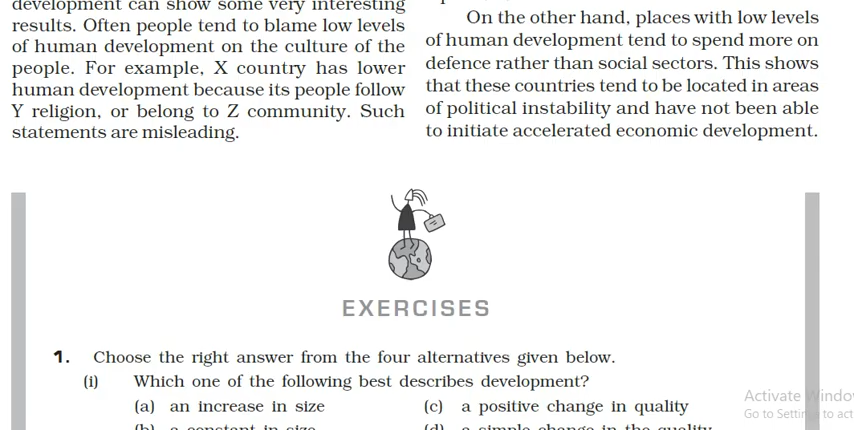 development can show some very interesting
results. Often people tend to blame low levels
of human development on the culture of the
people. For example, X country has lower
human development because its people follow
Y religion, or belong to Z community. Such
statements are misleading.
On the other hand, places with low levels
of human development tend to spend more on
defence rather than social sectors. This shows
that these countries tend to be located in areas
of political instability and have not been able
to initiate accelerated economic development.
EXERCISES
1. Choose the right answer from the four alternatives given below.
(i) Which one of the following best describes development?
(a) an increase in size (c) a positive change in quality
(b) a constant in size (d) a simple change in the quality
Activate Windo
Go to Settin to act